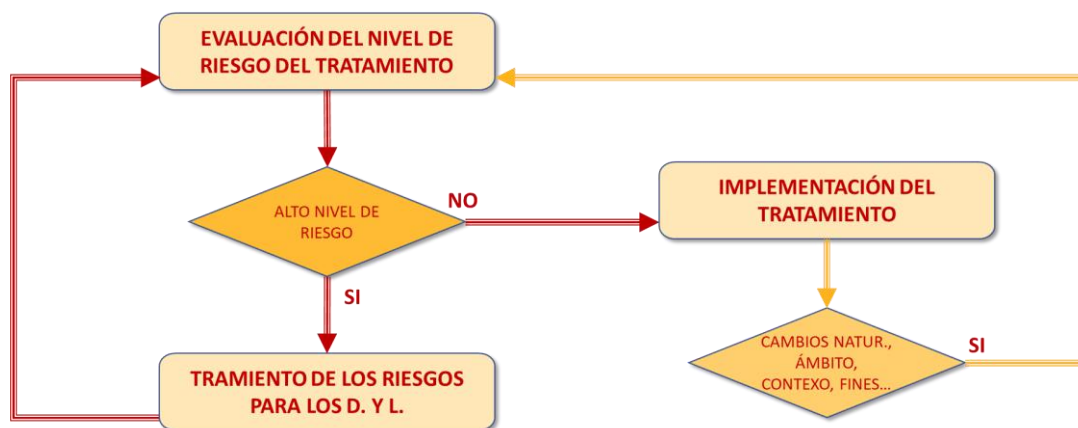 EVALUACIÓN DEL NIVEL DE
RIESGO DEL TRATAMIENTO
ALTO NIVEL DE
RIESGO
NO
IMPLEMENTACIÓN DEL
TRATAMIENTO
SI
CAMBIOS NATUR.,
ÁMBITO,
CONTEXO, FINES...
SI
TRAMIENTO DE LOS RIESGOS
PARA LOS D. Y L.